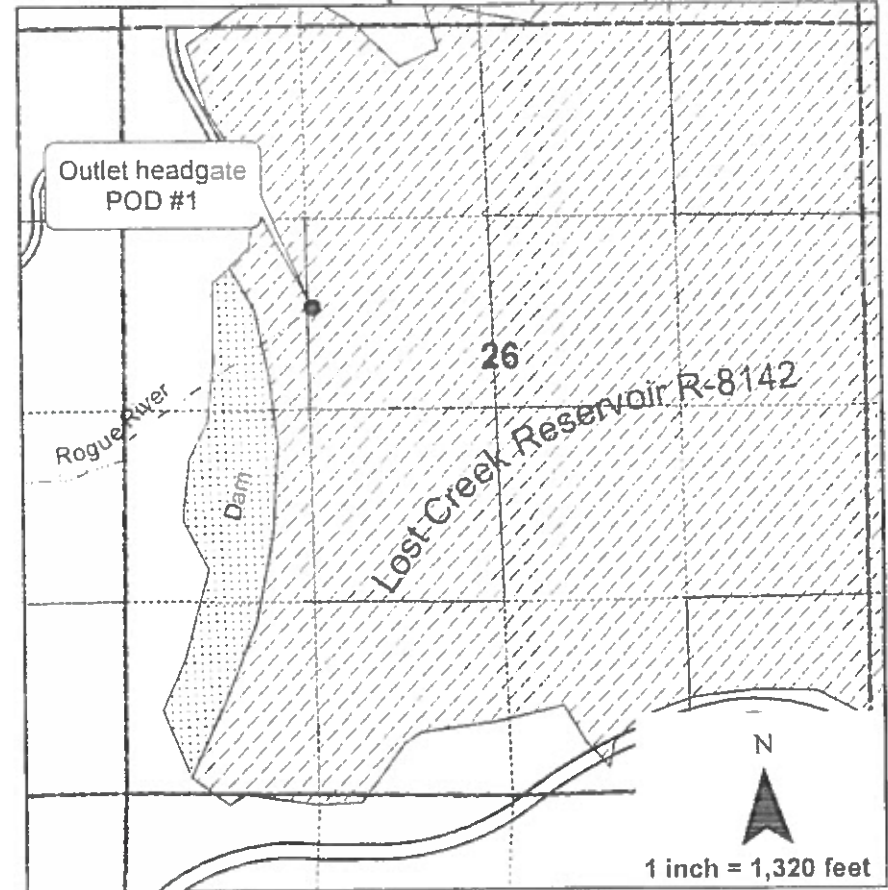 Outlet headgate
POD #1
26
Lost Creek Reservoir R-8142
Rogue River
Dam
N
1 inch = 1,320 feet